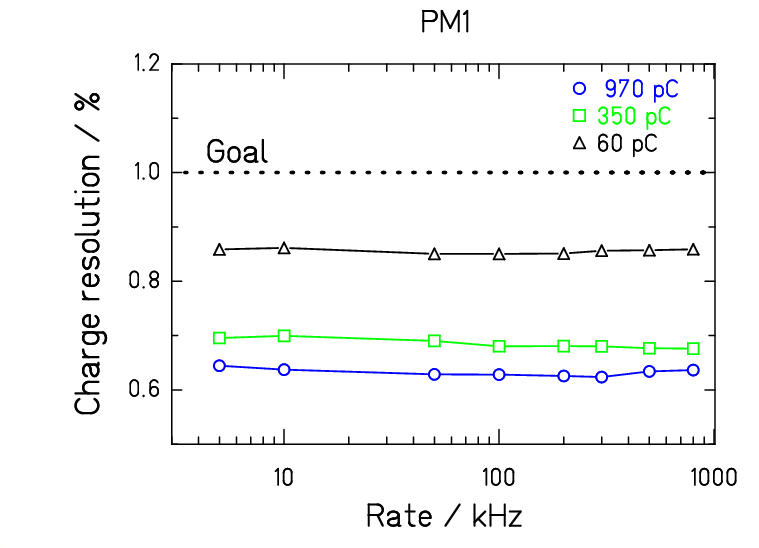 PM1
1.2
970 pC
350 pC
60 pC
Goal
1.0
0.8
0.6
Charge resolution / %
10
100
1000
Rate / kHz